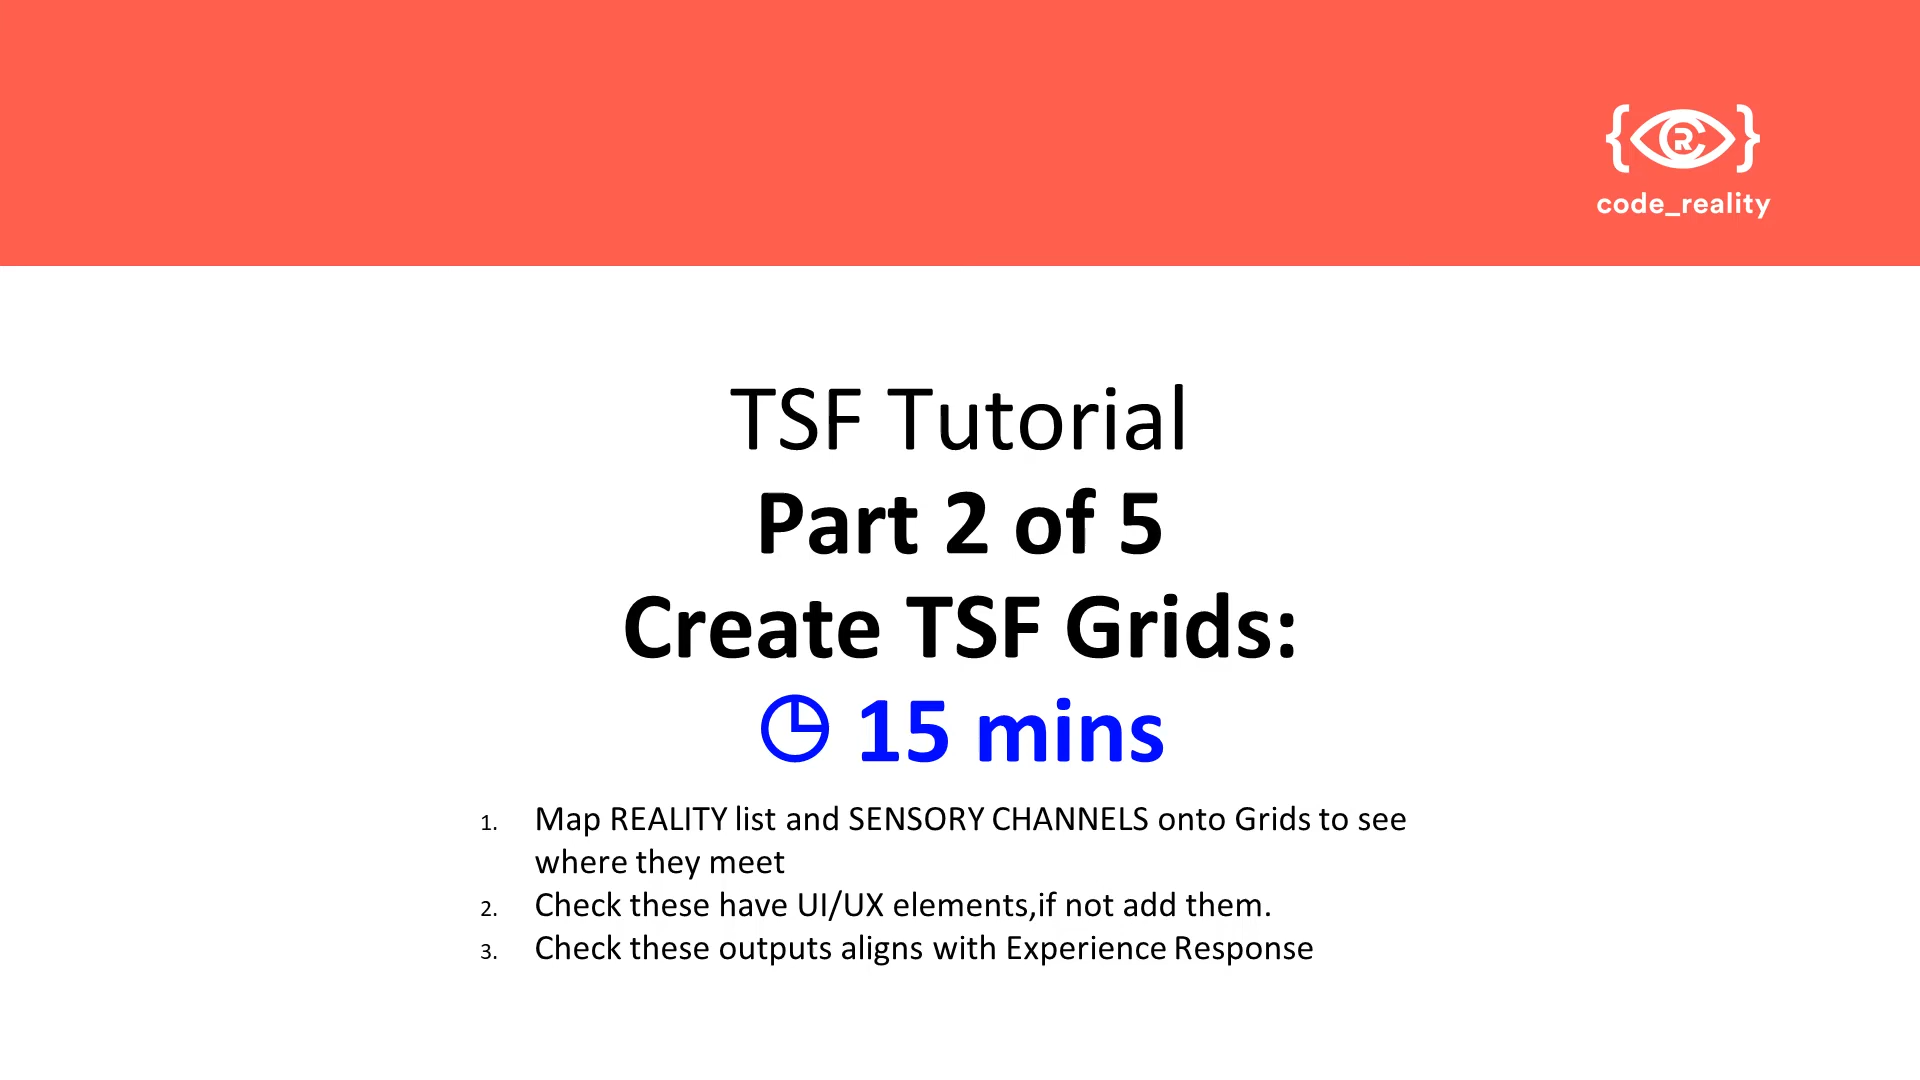 code_reality
TSF Tutorial
Part 2 of 5
Create TSF Grids:
15 mins
1. Map REALITY list and SENSORY CHANNELS onto Grids to see
where they meet
2. Check these have UI/UX elements,if not add them.
3. Check these outputs aligns with Experience Response